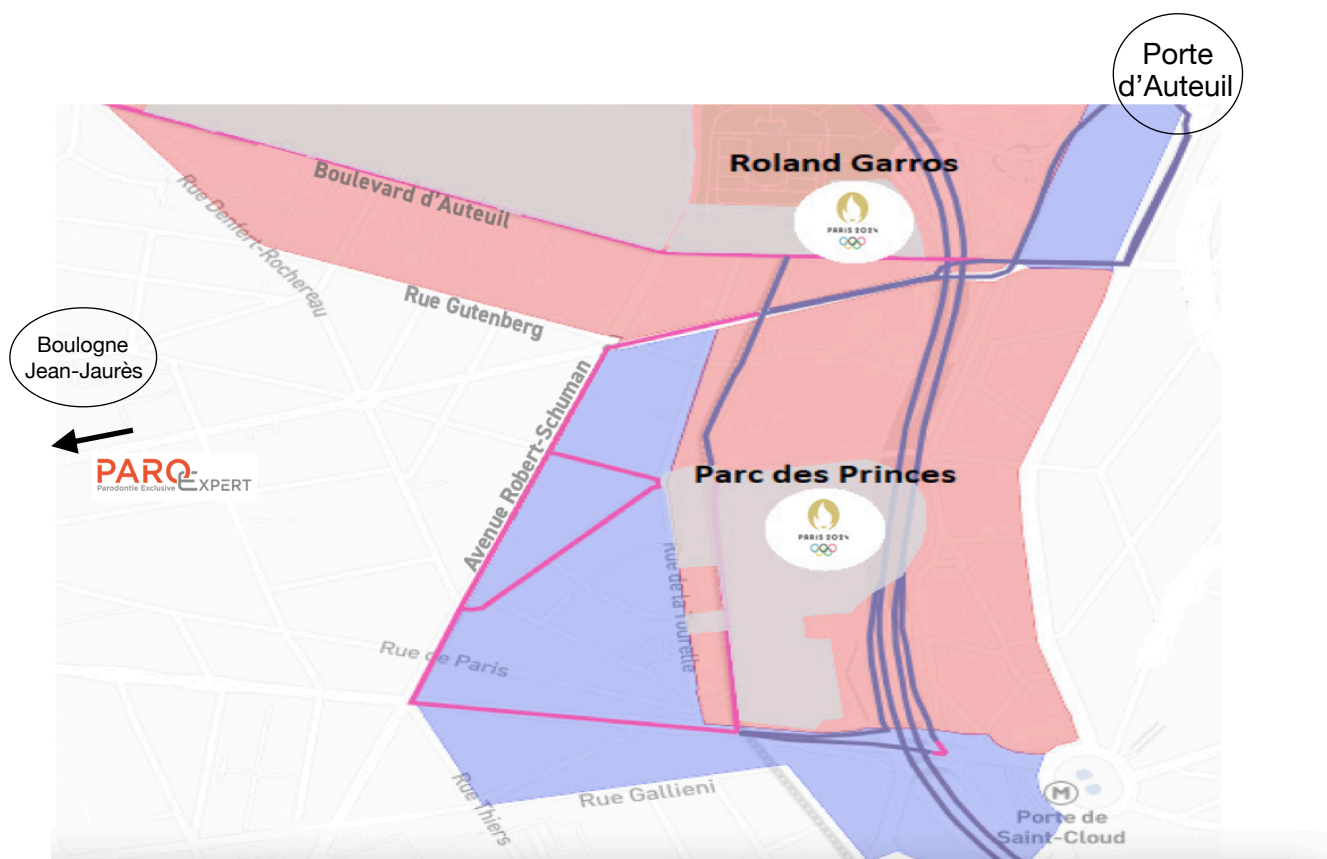 Porte
d'Auteuil
Roland Garros
PARIS 2024
Boulevard d'Auteuil
Rue Denfert-Rochereau
Rue Gutenberg
Boulogne
Jean-Jaurès
PARO EXPERT
Parodontie Exclusive
Avenue Robert-Schuman
Parc des Princes
PARIS 2024
Rue de la Tourelle
Rue de Paris
Rue Thiers
Rue Gallieni
M
Porte de
Saint-Cloud